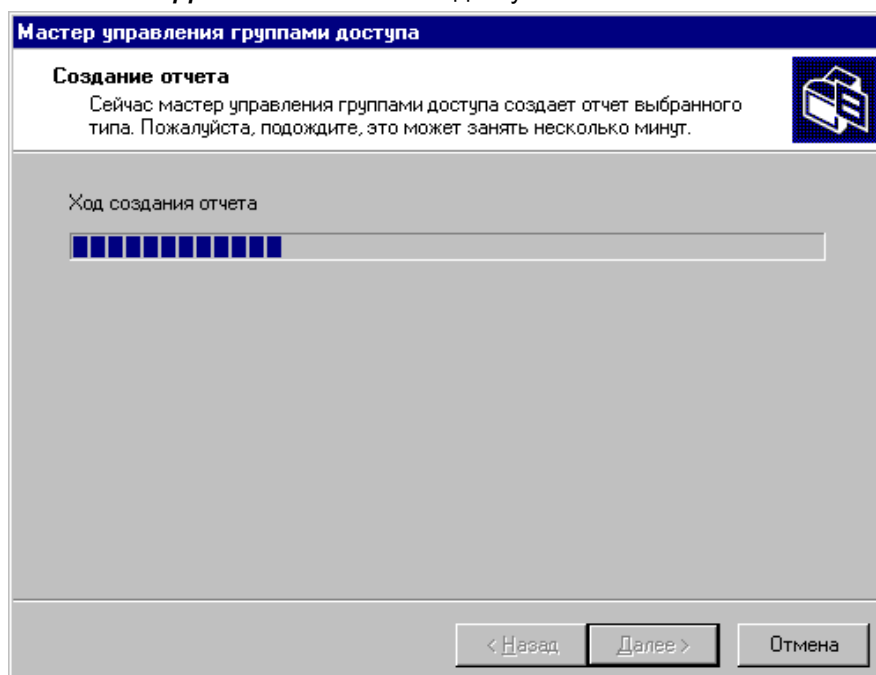 Мастер управления группами доступа
Создание отчета
Сейчас мастер управления группами доступа создает отчет выбранного
типа. Пожалуйста, подождите, это может занять несколько минут.
Ход создания отчета
< Назад
Далее >
Отмена